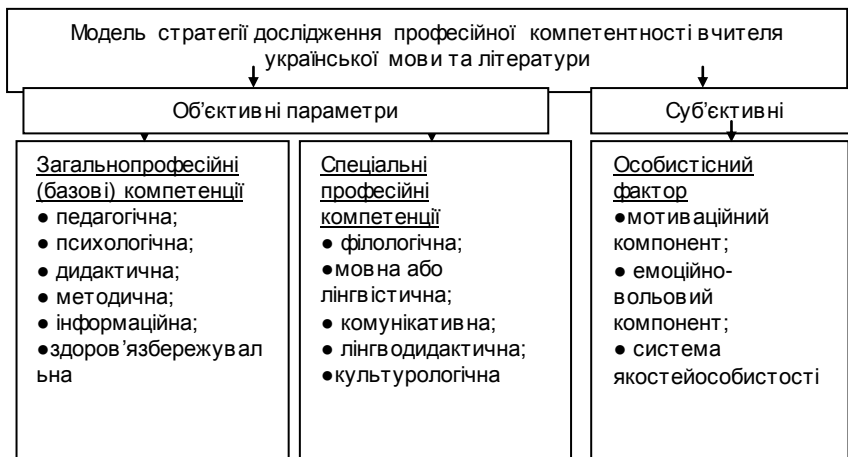 Модель стратегії дослідження професійної компетентності вчителя
української мови та літератури
Об’єктивні параметри
Суб’єктивні
Загальнопрофесійні
(базові) компетенції
● педагогічна;
● психологічна;
● дидактична;
● методична;
● інформаційна;
●здоров’язбережувал
ьна
Спеціальні
професійні
компетенції
● філологічна;
●мовна або
лінгвістична;
● комунікативна;
● лінгводидактична;
●культурологічна
Особистісний
фактор
●мотиваційний
компонент;
● емоційно-
вольовий
компонент;
● система
якостейособистості